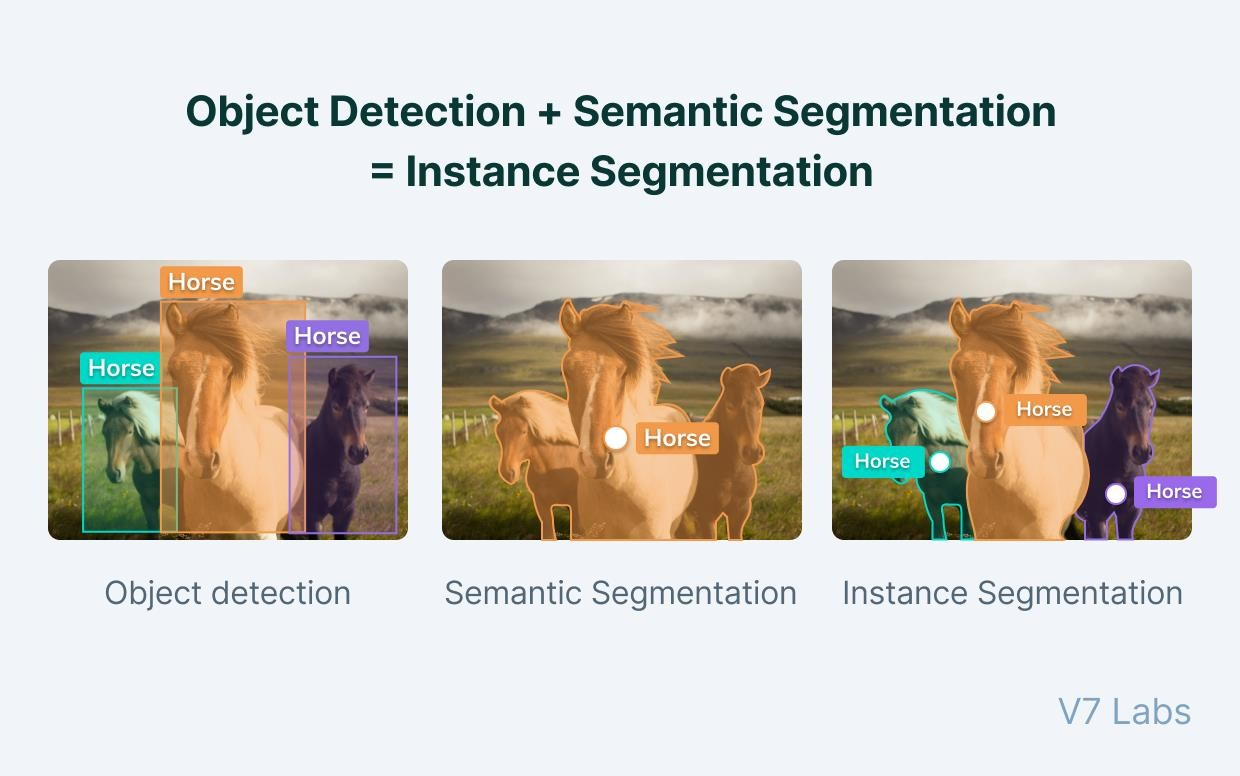 Object Detection + Semantic Segmentation
= Instance Segmentation
Horse
Horse
Horse
Horse
Horse
Horse
Horse
Object detection
Semantic Segmentation
Instance Segmentation
V7 Labs